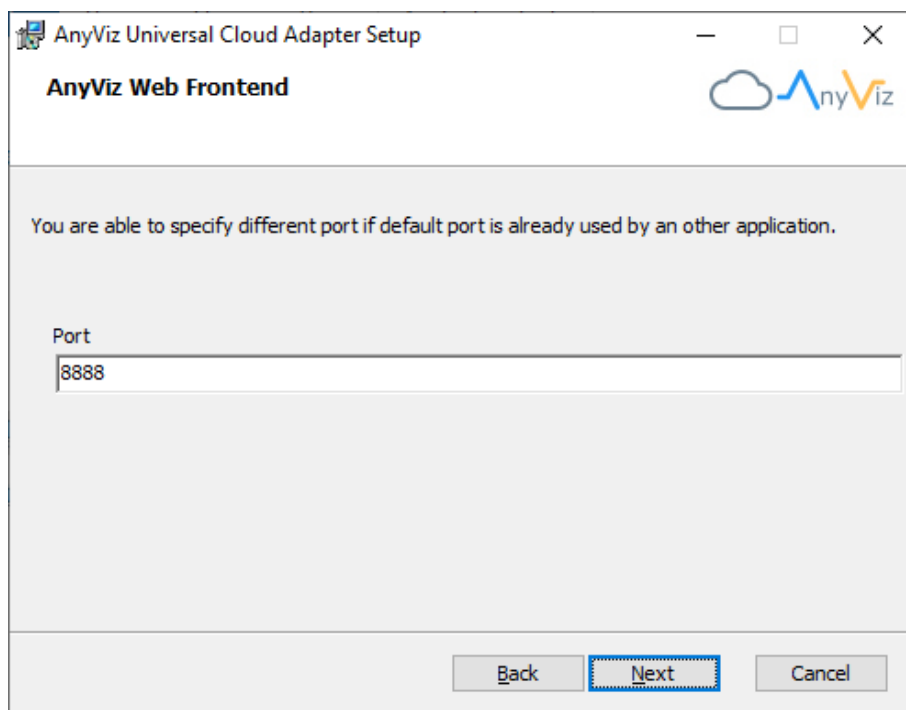 AnyViz Universal Cloud Adapter Setup
AnyViz Web Frontend
AnyViz
You are able to specify different port if default port is already used by an other application.
Port
8888
Back
Next
Cancel